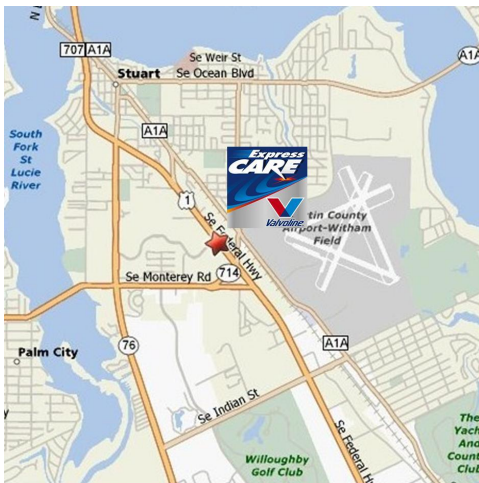 707 A1A
Se Weir St
A1A
Stuart
Se Ocean Blvd
A1A
South
Fork
St
Lucie
River
Express
CARE
Valvoline
1
tin County
Airport-Witham
Field
Se Federal Hwy
Se Monterey Rd
714
A1A
76
Palm City
Se Indian St
Se Federal Hw
Willoughby
Golf Club
The
Yach
And
Count
Club